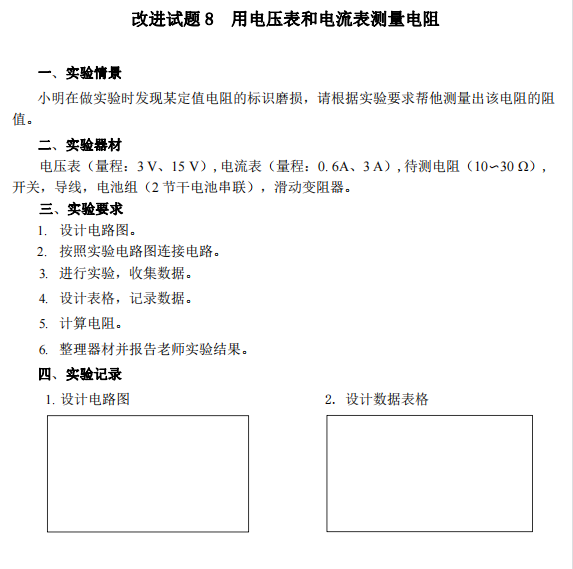 改进试题 8 用电压表和电流表测量电阻
一、实验情景
小明在做实验时发现某定值电阻的标识磨损，请根据实验要求帮他测量出该电阻的阻
值。
二、实验器材
电压表（量程：3 V、15 V）, 电流表（量程：0. 6A、3 A）, 待测电阻（10∽30 Ω）,
开关，导线，电池组（2 节干电池串联），滑动变阻器。
三、实验要求
1. 设计电路图。
2. 按照实验电路图连接电路。
3. 进行实验，收集数据。
4. 设计表格，记录数据。
5. 计算电阻。
6. 整理器材并报告老师实验结果。
四、实验记录
1. 设计电路图 2．设计数据表格